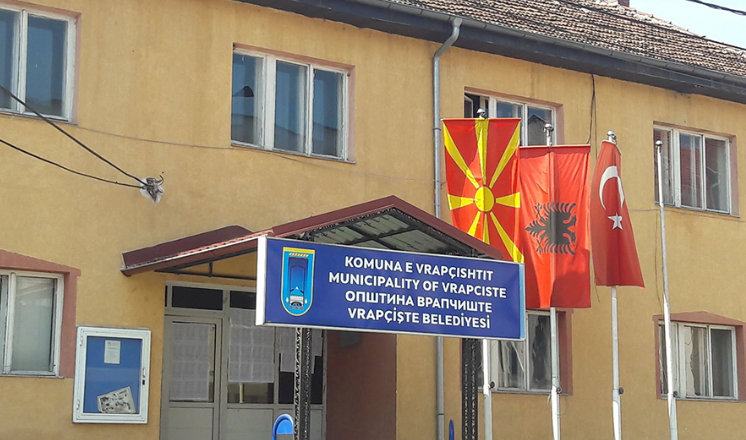 KOMUNA E VRAPÇISHTIT
MUNICIPALITY OF VRAPCISTE
ОПШТИНА ВРАПЧИШТЕ
VRAPÇİŞTE BELEDİYESİ